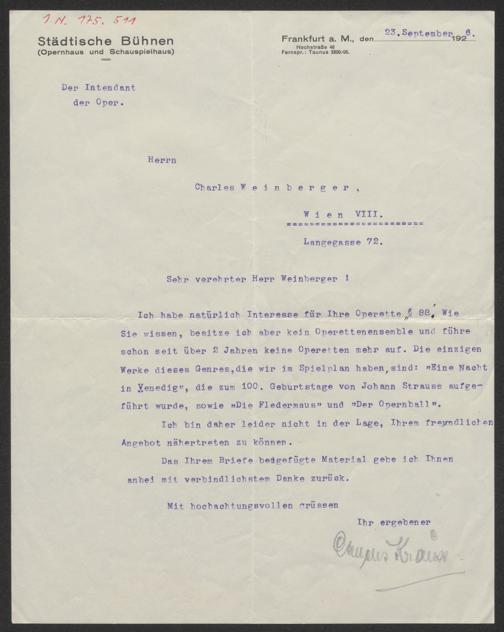 I N. 175.511
Städtische Bühnen
(Opernhaus und Schauspielhaus)
Frankfurt a. M., den 23. September 1926.
Hochstraße 46
Fernspr.: Taunus
Der Intendant
der Oper.
Herrn
Charles Weinberger,
Wien VIII.
Langegasse 72.
Sehr verehrter Herr Weinberger !
Ich habe natürlich Interesse für Ihre Operette "§ 88". Wie
Sie wissen, besitze ich aber kein Operettenensemble und führe
schon seit über 2 Jahren keine Operetten mehr auf. Die einzigen
Werke dieses Genres,die wir im Spielplan haben,sind: "Eine Nacht
in Venedig", die zum 100. Geburtstage von Johann Strauss aufge-
führt wurde, sowie "Die Fledermaus" und "Der Opernball".
Ich bin daher leider nicht in der Lage, Ihrem freundlichen
Angebot nähertreten zu können.
Das Ihrem Briefe beigefügte Material gebe ich Ihnen
anbei mit verbindlichstem Danke zurück.
Mit hochachtungsvollen Grüssen
Ihr ergebener
Clemens Krauss